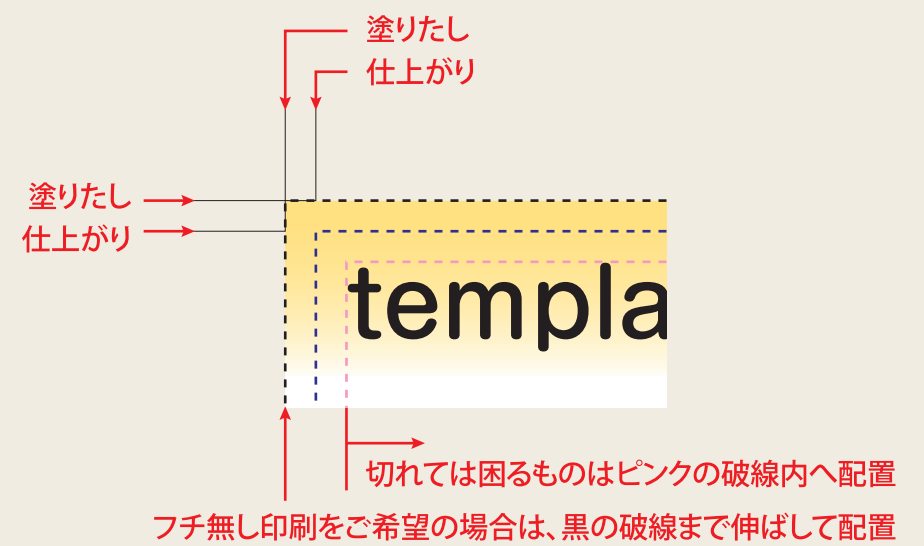 塗りたし
仕上がり
塗りたし
仕上がり
templa
切れては困るものはピンクの破線内へ配置
フチ無し印刷をご希望の場合は、黒の破線まで伸ばして配置